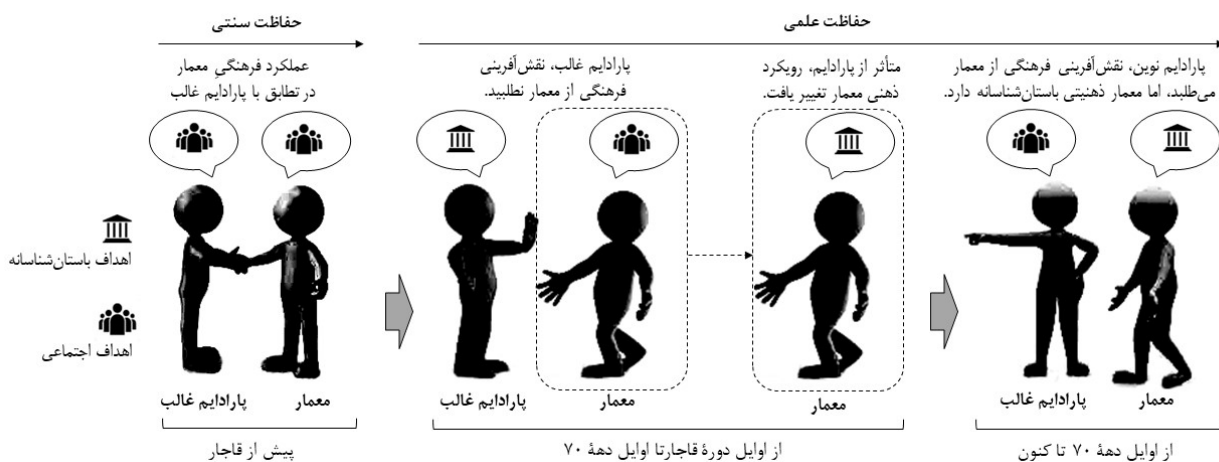 حفاظت سنتی
حفاظت علمی
عملکرد فرهنگیِ معمار
در تطابق با پارادایم غالب
پارادایم غالب، نقش‌آفرینی
فرهنگی از معمار نطلبید.
متأثر از پارادایم، رویکرد
ذهنی معمار تغییر یافت.
پارادایم نوین، نقش‌آفرینی فرهنگی از معمار
می‌طلبد، اما معمار ذهنیتی باستان‌شناسانه دارد.
اهداف باستان‌شناسانه
اهداف اجتماعی
معمار
پارادایم غالب
معمار
پارادایم غالب
معمار
معمار
پارادایم غالب
پیش از قاجار
از اوایل دورۀ قاجارتا اوایل دهۀ ۷۰
از اوایل دهۀ ۷۰ تا کنون